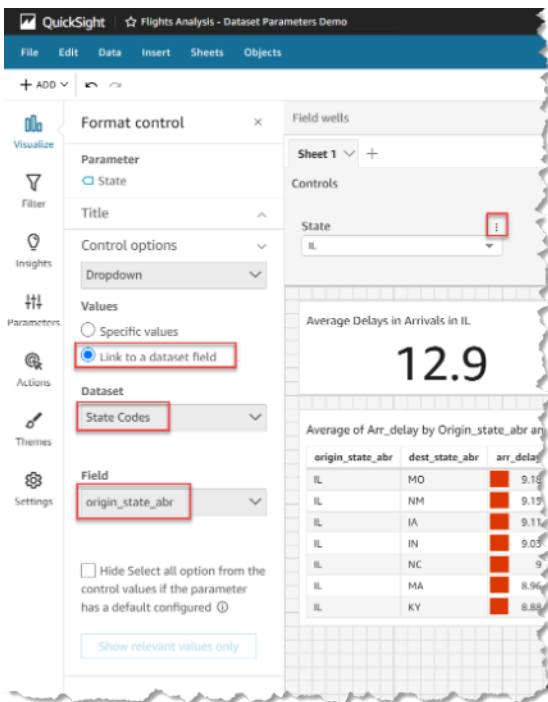 QuickSight
Flights Analysis - Dataset Parameters Demo
File Edit Data Insert Sheets Objects
+ ADD
Visualize
Filter
Insights
Parameters
Actions
Themes
Settings
Format control
Parameter
State
Title
Control options
Dropdown
Values
Specific values
Link to a dataset field
Dataset
State Codes
Field
origin_state_abr
Hide Select all option from the
control values if the parameter
has a default configured
Show relevant values only
Field wells
Sheet 1
Controls
State
IL
Average Delays in Arrivals in IL
12.9
Average of Arr_delay by Origin_state_abr an
origin_state_abr dest_state_abr arr_delay
IL MO 9.18
IL NM 9.15
IL IA 9.11
IL IN 9.03
IL NC 9
IL MA 8.96
IL KY 8.88